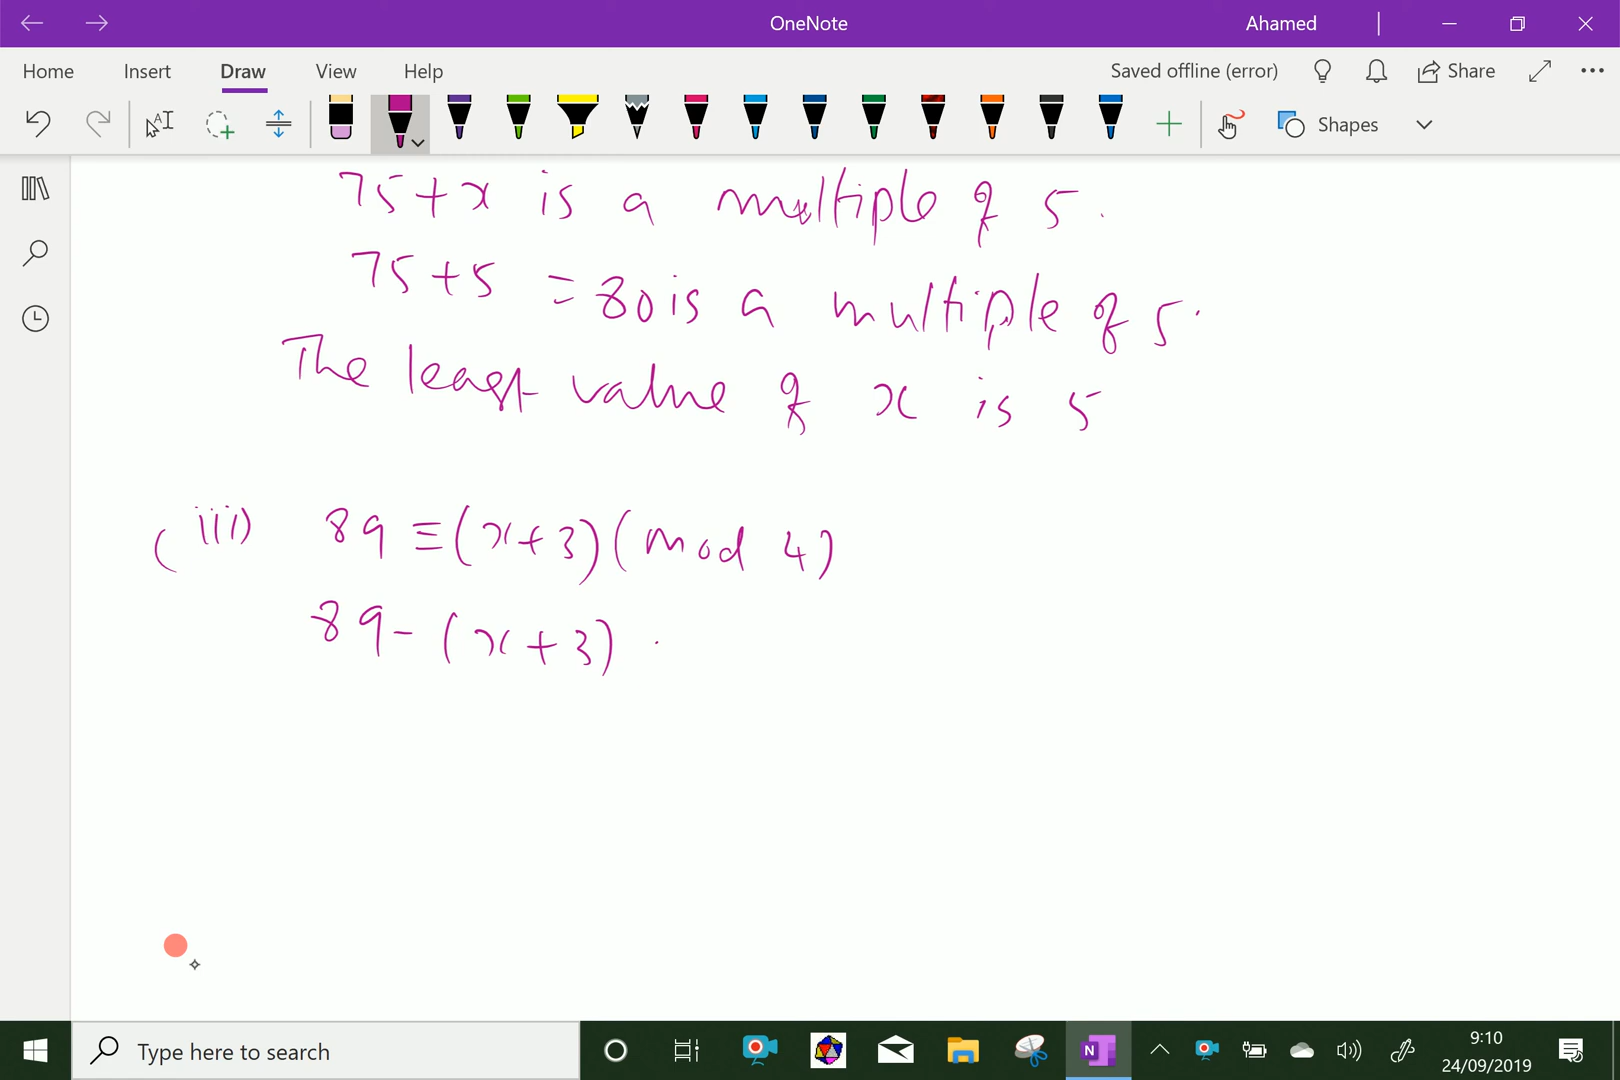 OneNote
Ahamed
Home Insert Draw View Help
Saved offline (error)
Share
Shapes
75+x is a multiple of 5.
75+5 = 80 is a multiple of 5.
The least value of x is 5
(iii) 89 ≡ (x+3) (mod 4)
89 - (x+3)
Type here to search
9:10
24/09/2019